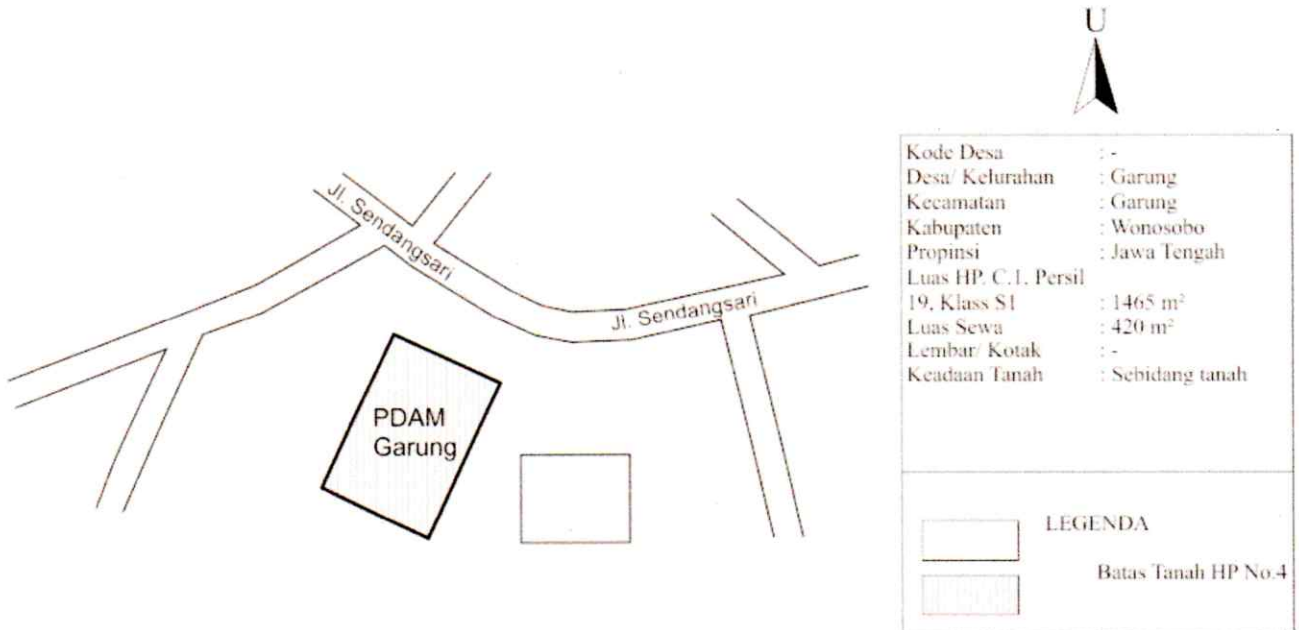 U
Jl. Sendangsari
Jl. Sendangsari
PDAM
Garung
Kode Desa : -
Desa/ Kelurahan : Garung
Kecamatan : Garung
Kabupaten : Wonosobo
Propinsi : Jawa Tengah
Luas HP. C.1. Persil
19, Klass S1 : 1465 m²
Luas Sewa : 420 m²
Lembar/ Kotak : -
Keadaan Tanah : Sebidang tanah
LEGENDA
Batas Tanah HP No.4